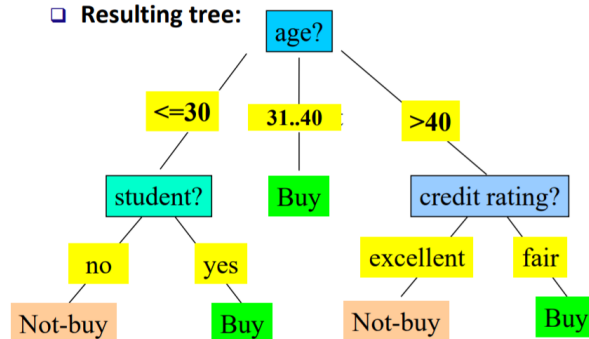 Resulting tree:
age?
<=30
31..40
>40
student?
Buy
credit rating?
no
yes
excellent
fair
Not-buy
Buy
Not-buy
Buy